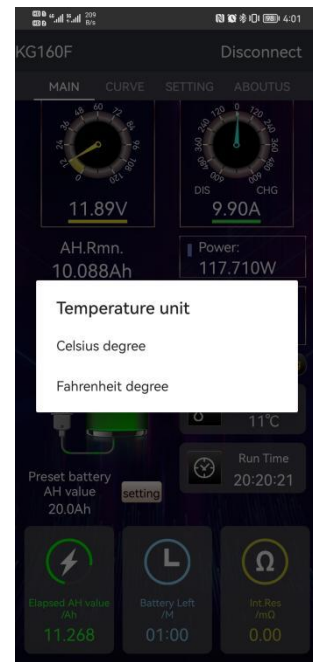 209
B/s
4:01
KG160F
Disconnect
MAIN
CURVE
SETTING
ABOUTUS
DIS
CHG
11.89V
9.90A
AH.Rmn.
10.088Ah
Power:
117.710W
Temperature unit
Celsius degree
Fahrenheit degree
11℃
Run Time
20:20:21
Preset battery
AH value
20.0Ah
setting
Elapsed AH value
/Ah
11.268
Battery Left
/M
01:00
Int.Res
/mΩ
0.00